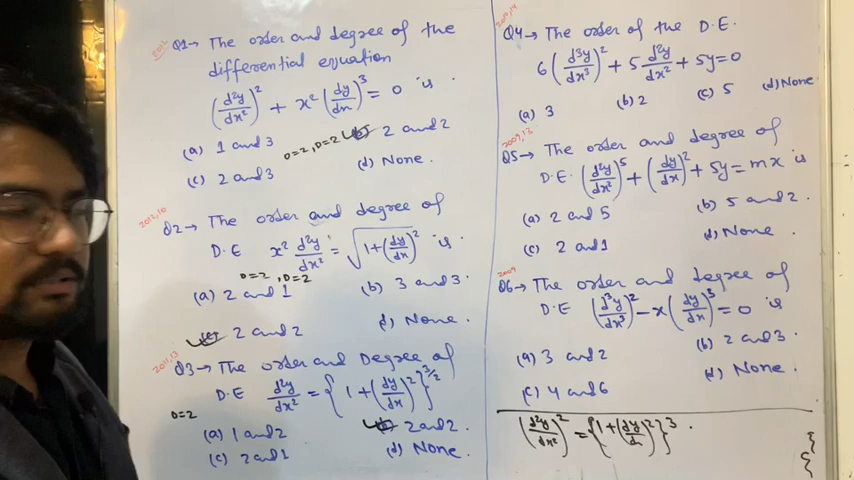 2012 Q1→ The order and degree of the
differential equation
(d²y/dx²)² + x² (dy/dx)³ = 0 is
(a) 1 and 3
O=2, D=2 (b) 2 and 2
(c) 2 and 3
(d) None.
2012,10 Q2→ The order and degree of
D.E x² d²y/dx² = √1+(dy/dx)² is
O=2, D=2
(a) 2 and 1
(b) 3 and 3.
2 and 2
(d) None.
2011,13 Q3→ The order and Degree of
D.E d²y/dx² = {1+(dy/dx)²}^3/2
O=2
(a) 1 and 2
(b) 2 and 2.
(c) 2 and 1
(d) None
Q4→ The order of the D.E.
6(d³y/dx³)² + 5 d²y/dx² + 5y=0
(a) 3
(b) 2
(c) 5
(d) None
2009,12
Q5→ The order and degree of
D.E. (d²y/dx²)⁵ + (dy/dx)² + 5y = mx is
(a) 2 and 5
(b) 5 and 2.
(c) 2 and 1
(d) None.
2009
Q6→ The order and degree of
D.E (d³y/dx³)² − x(dy/dx)³ = 0 is
(a) 3 and 2
(b) 2 and 3.
(c) 4 and 6
(d) None.
(d²y/dx²)² = {1+(dy/dx)²}³.